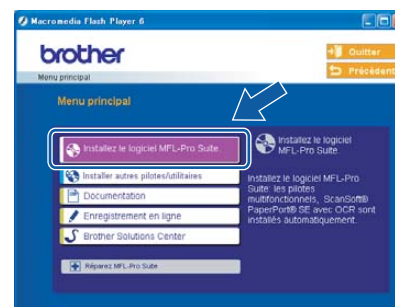 Macromedia Flash Player 6
brother
Quitter
Précédent
Menu principal
Menu principal
Installez le logiciel MFL-Pro Suite
Installer autres pilotes/utilitaires
Documentation
Enregistrement en ligne
Brother Solutions Center
Réparez MFL-Pro Suite
Installez le logiciel
MFL-Pro Suite
Installez le logiciel MFL-Pro
Suite: les pilotes
multifonctionnels, ScanSoft®
PaperPort® SE avec OCR sont
installés automatiquement.